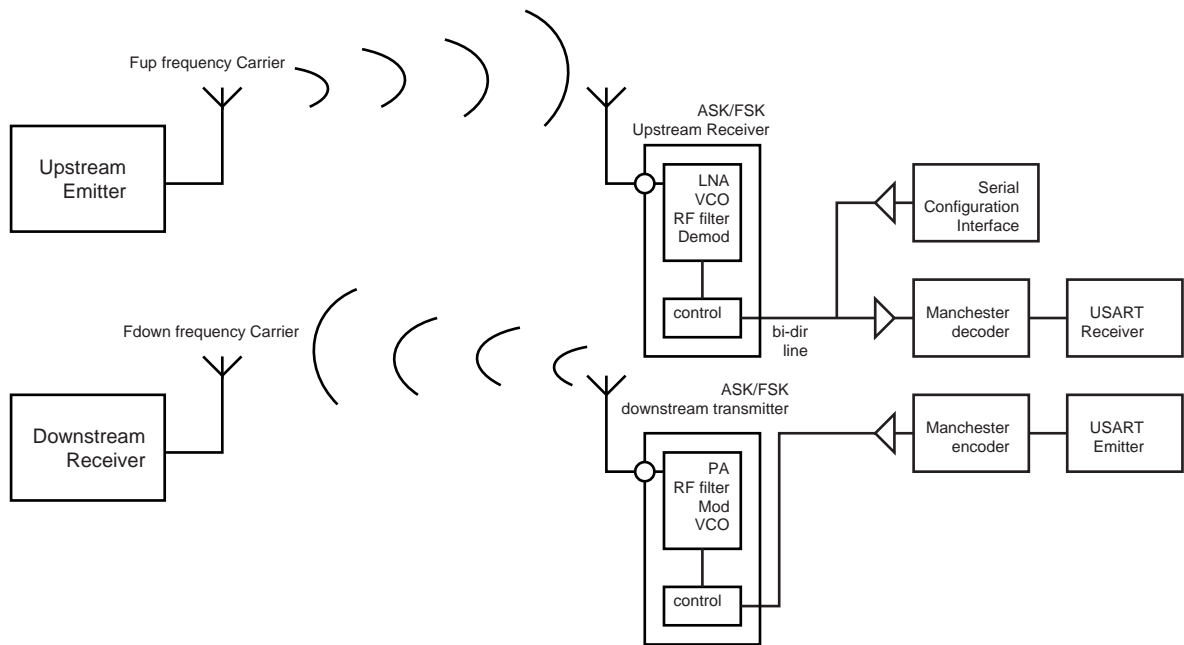 Fup frequency Carrier
Upstream
Emitter
ASK/FSK
Upstream Receiver
LNA
VCO
RF filter
Demod
control
bi-dir
line
Serial
Configuration
Interface
Manchester
decoder
USART
Receiver
Fdown frequency Carrier
Downstream
Receiver
ASK/FSK
downstream transmitter
PA
RF filter
Mod
VCO
control
Manchester
encoder
USART
Emitter